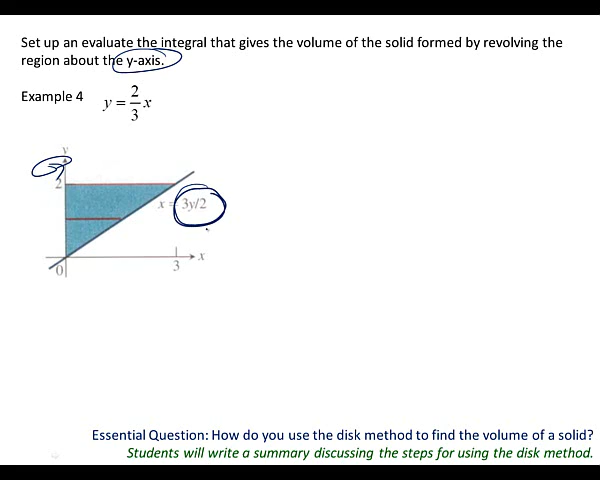 Set up an evaluate the integral that gives the volume of the solid formed by revolving the
region about the y-axis.
Example 4 y = 2/3 x
y
2
x = 3y/2
0
3
x
Essential Question: How do you use the disk method to find the volume of a solid?
Students will write a summary discussing the steps for using the disk method.